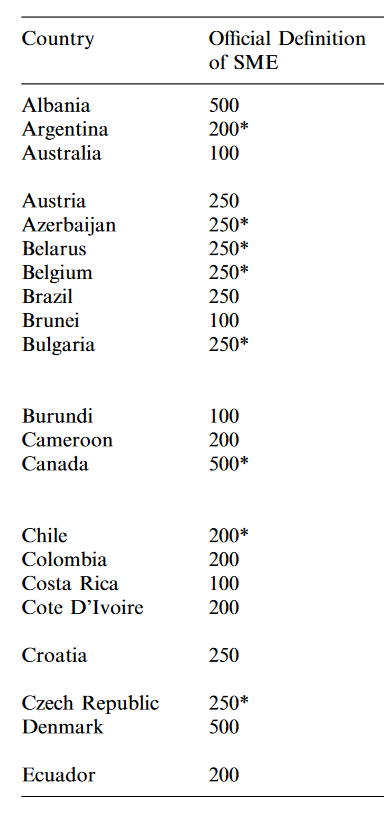 Country Official Definition
of SME
Albania 500
Argentina 200*
Australia 100
Austria 250
Azerbaijan 250*
Belarus 250*
Belgium 250*
Brazil 250
Brunei 100
Bulgaria 250*
Burundi 100
Cameroon 200
Canada 500*
Chile 200*
Colombia 200
Costa Rica 100
Cote D'Ivoire 200
Croatia 250
Czech Republic 250*
Denmark 500
Ecuador 200